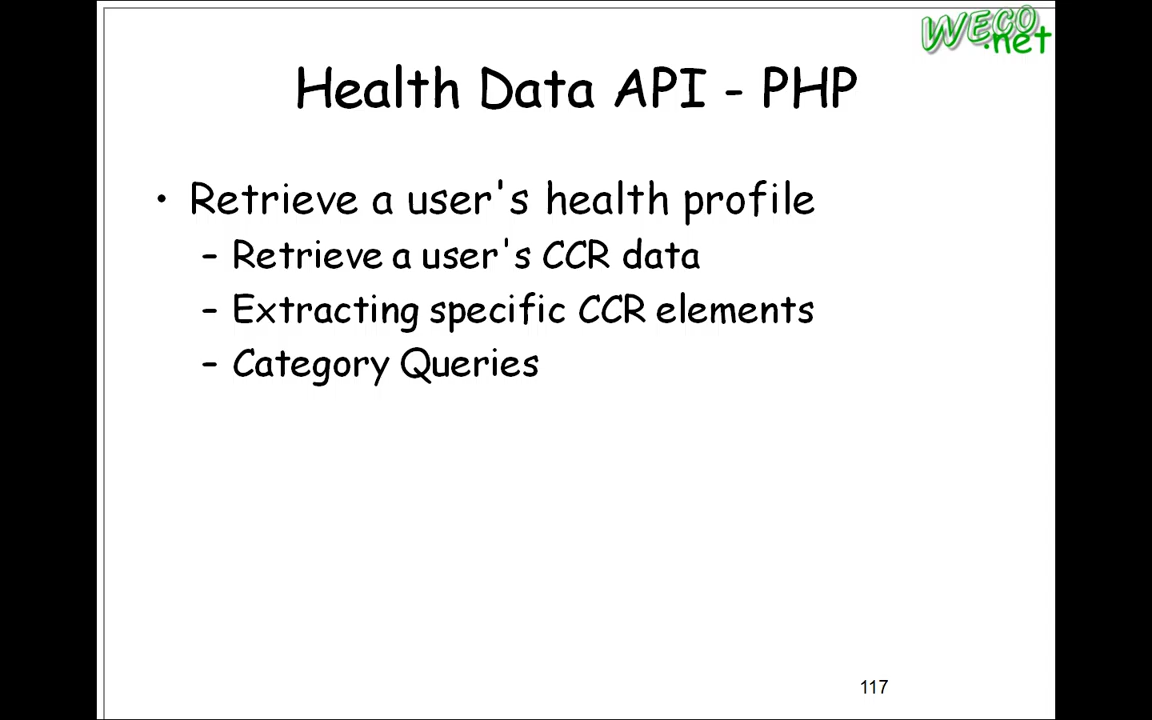 WECO
.net
Health Data API - PHP
• Retrieve a user's health profile
– Retrieve a user's CCR data
– Extracting specific CCR elements
– Category Queries
117